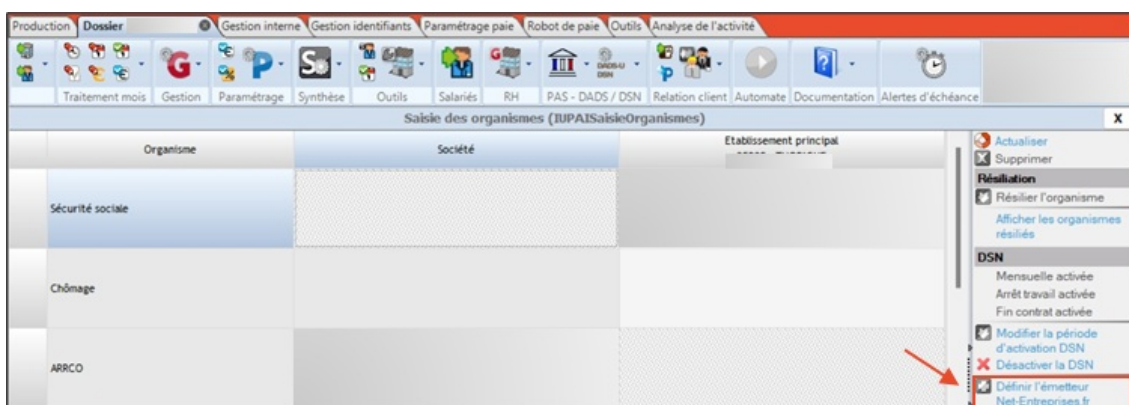 Production Dossier Gestion interne Gestion identifiants Paramétrage paie Robot de paie Outils Analyse de l'activité
G P S G DADS-U
DSN
P ?
Traitement mois Gestion Paramétrage Synthèse Outils Salariés RH PAS - DADS / DSN Relation client Automate Documentation Alertes d'échéance
Saisie des organismes (IUPAISaisieOrganismes) X
Organisme Société Etablissement principal
Sécurité sociale
Chômage
ARRCO
Actualiser
Supprimer
Résiliation
Résilier l'organisme
Afficher les organismes
résiliés
DSN
Mensuelle activée
Arrêt travail activée
Fin contrat activée
Modifier la période
d'activation DSN
Désactiver la DSN
Définir l'émetteur
Net-Entreprises.fr